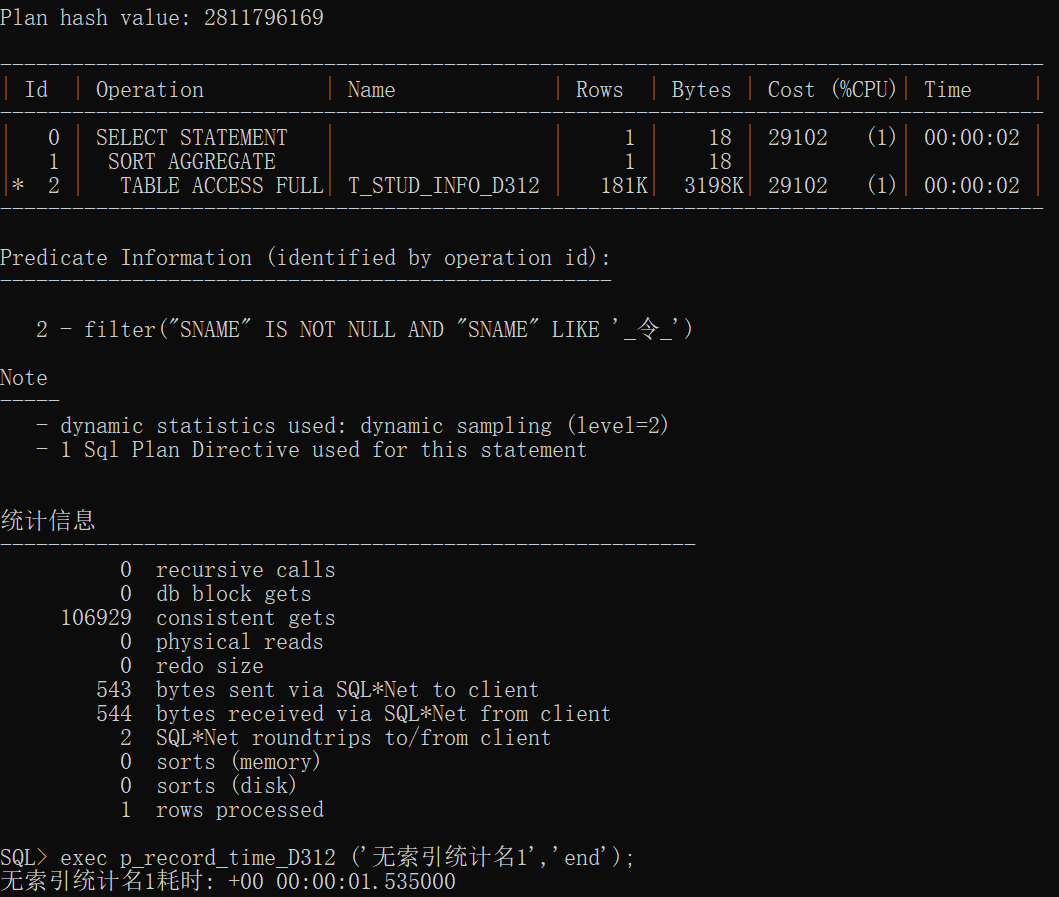 Plan hash value: 2811796169
--------------------------------------------------------------------------------------
| Id  | Operation          | Name             | Rows  | Bytes | Cost (%CPU)| Time     |
--------------------------------------------------------------------------------------
|   0 | SELECT STATEMENT   |                  |     1 |    18 | 29102   (1)| 00:00:02 |
|   1 |  SORT AGGREGATE    |                  |     1 |    18 |            |          |
|*  2 |   TABLE ACCESS FULL| T_STUD_INFO_D312 |   181K|  3198K| 29102   (1)| 00:00:02 |
--------------------------------------------------------------------------------------
Predicate Information (identified by operation id):
---------------------------------------------------
   2 - filter("SNAME" IS NOT NULL AND "SNAME" LIKE '_令_')
Note
-----
   - dynamic statistics used: dynamic sampling (level=2)
   - 1 Sql Plan Directive used for this statement
统计信息
----------------------------------------------------------
          0  recursive calls
          0  db block gets
     106929  consistent gets
          0  physical reads
          0  redo size
        543  bytes sent via SQL*Net to client
        544  bytes received via SQL*Net from client
          2  SQL*Net roundtrips to/from client
          0  sorts (memory)
          0  sorts (disk)
          1  rows processed
SQL> exec p_record_time_D312 ('无索引统计名1','end');
无索引统计名1耗时: +00 00:00:01.535000